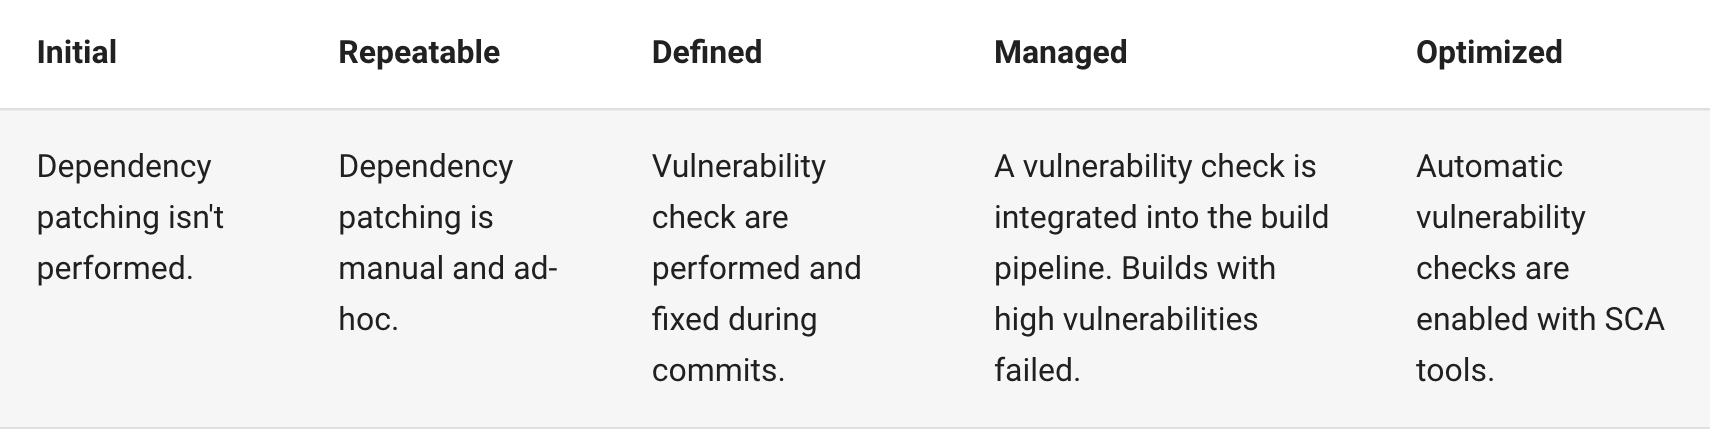 Initial
Repeatable
Defined
Managed
Optimized
Dependency
patching isn't
performed.
Dependency
patching is
manual and ad-
hoc.
Vulnerability
check are
performed and
fixed during
commits.
A vulnerability check is
integrated into the build
pipeline. Builds with
high vulnerabilities
failed.
Automatic
vulnerability
checks are
enabled with SCA
tools.